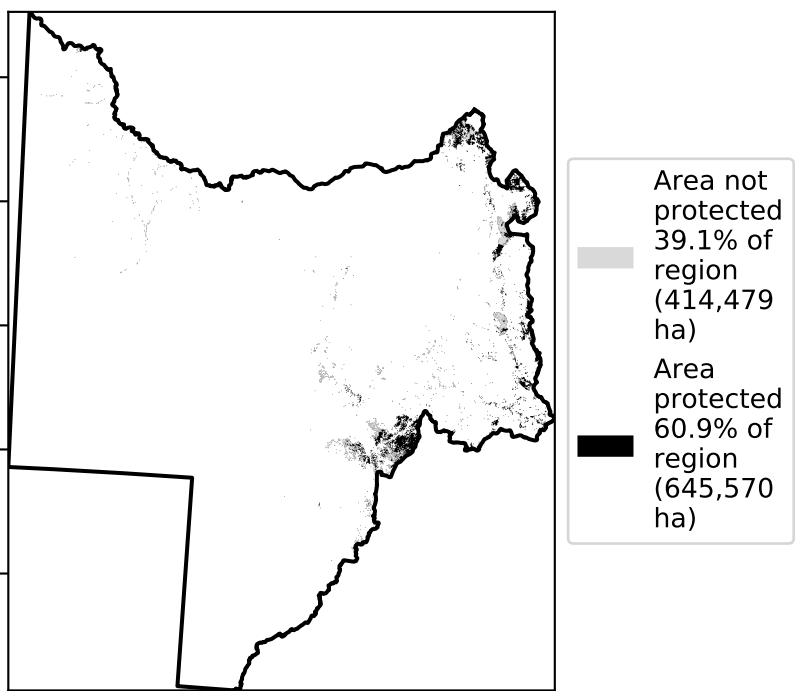 Area not
protected
39.1% of
region
(414,479
ha)
Area
protected
60.9% of
region
(645,570
ha)